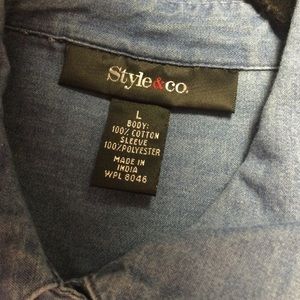 Style&co.
L
BODY:
100% COTTON
SLEEVE
100% POLYESTER
MADE IN
INDIA
WPL 8046